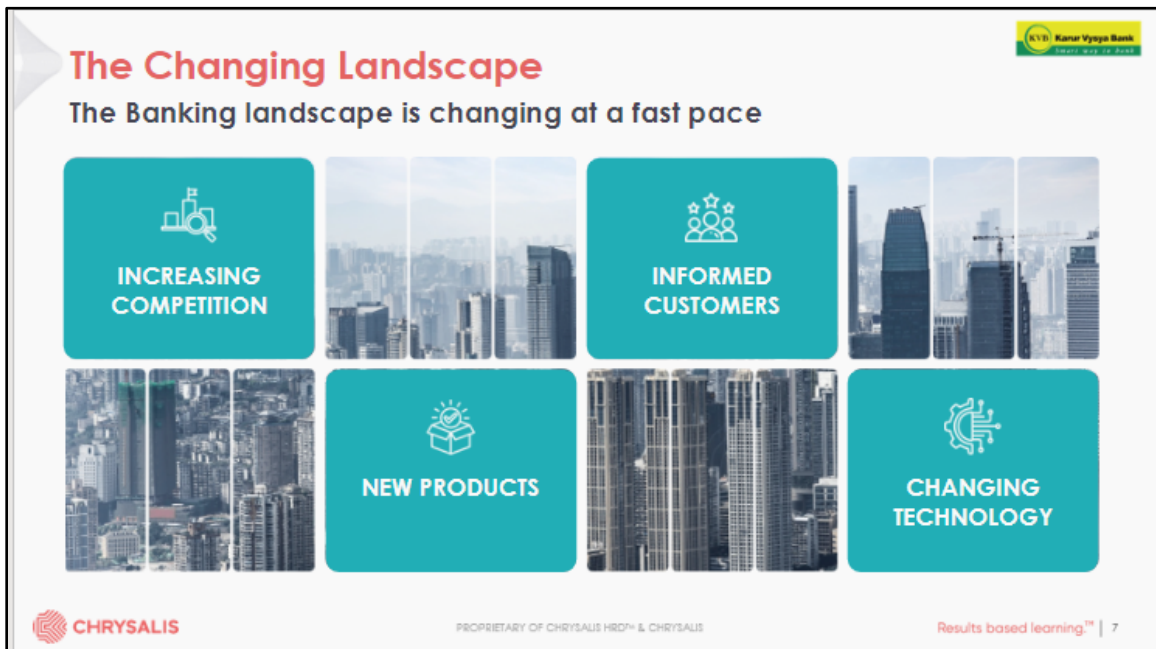 The Changing Landscape
KVB Karur Vysya Bank
Smart way to bank
The Banking landscape is changing at a fast pace
INCREASING
COMPETITION
INFORMED
CUSTOMERS
NEW PRODUCTS
CHANGING
TECHNOLOGY
CHRYSALIS
PROPRIETARY OF CHRYSALIS HRD™ & CHRYSALIS
Results based learning.™ | 7